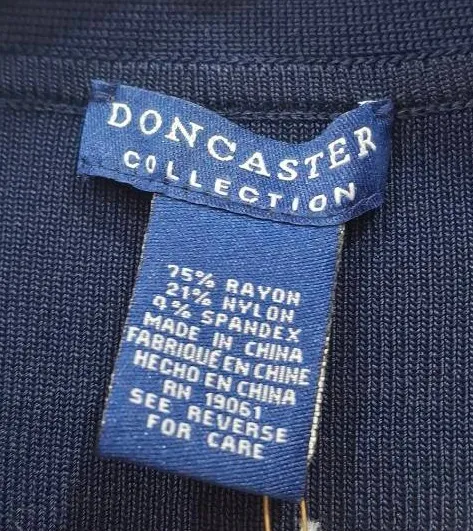 DONCASTER
COLLECTION
75% RAYON
21% NYLON
4% SPANDEX
MADE IN CHINA
FABRIQUÉ EN CHINE
HECHO EN CHINA
RN 19061
SEE REVERSE
FOR CARE